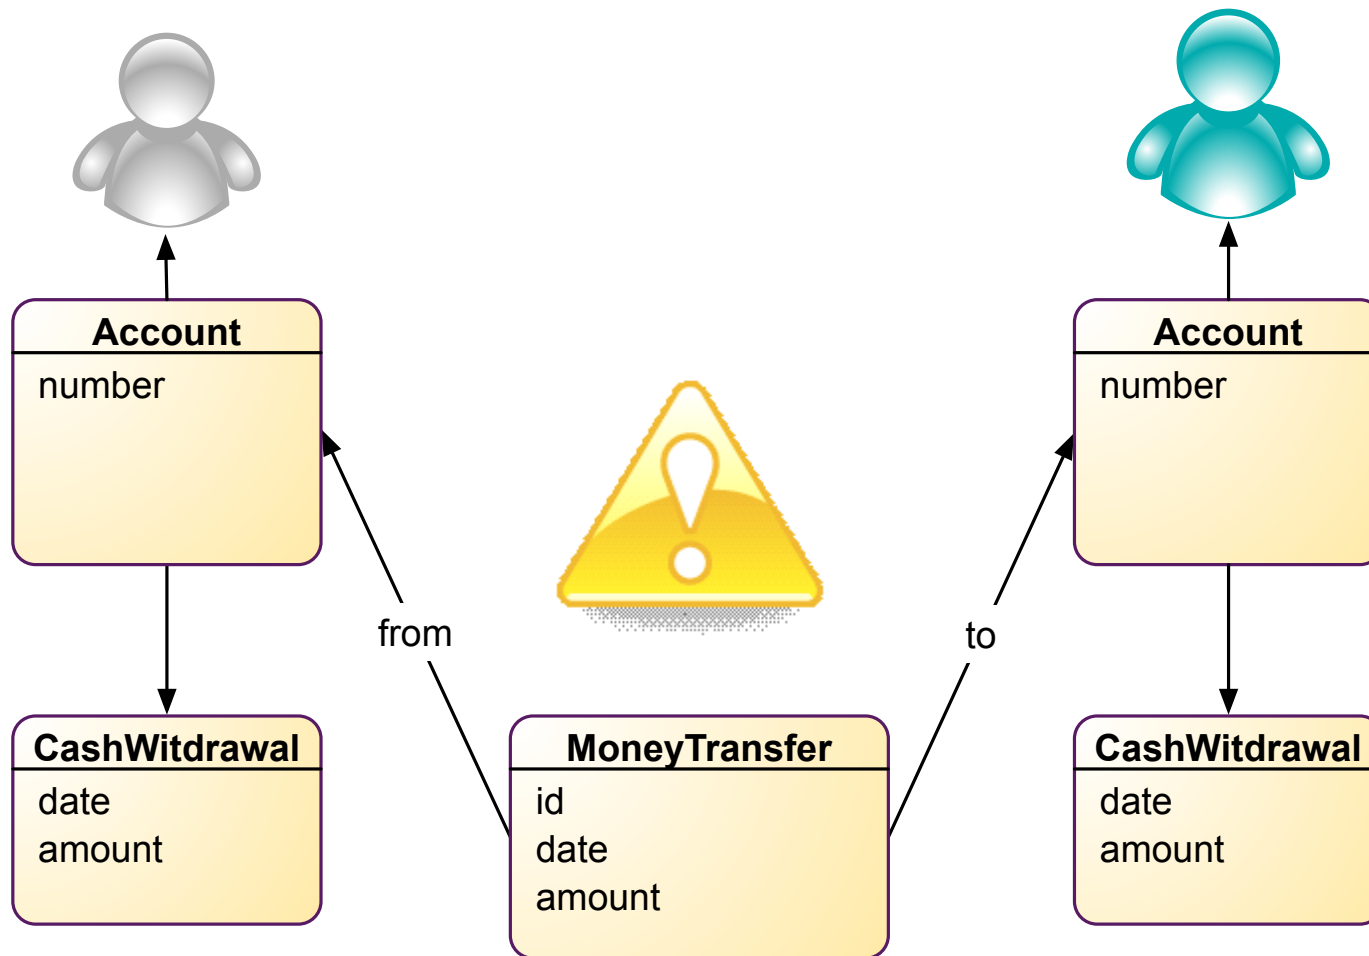 Account
number
Account
number
from
to
CashWitdrawal
date
amount
MoneyTransfer
id
date
amount
CashWitdrawal
date
amount